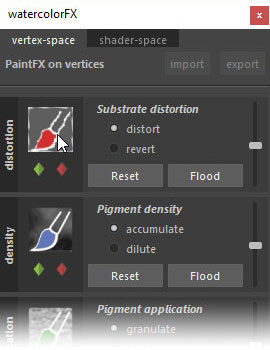 watercolorFX
x
vertex-space shader-space
PaintFX on vertices import export
distortion
Substrate distortion
distort
revert
Reset Flood
density
Pigment density
accumulate
dilute
Reset Flood
Pigment application
granulate